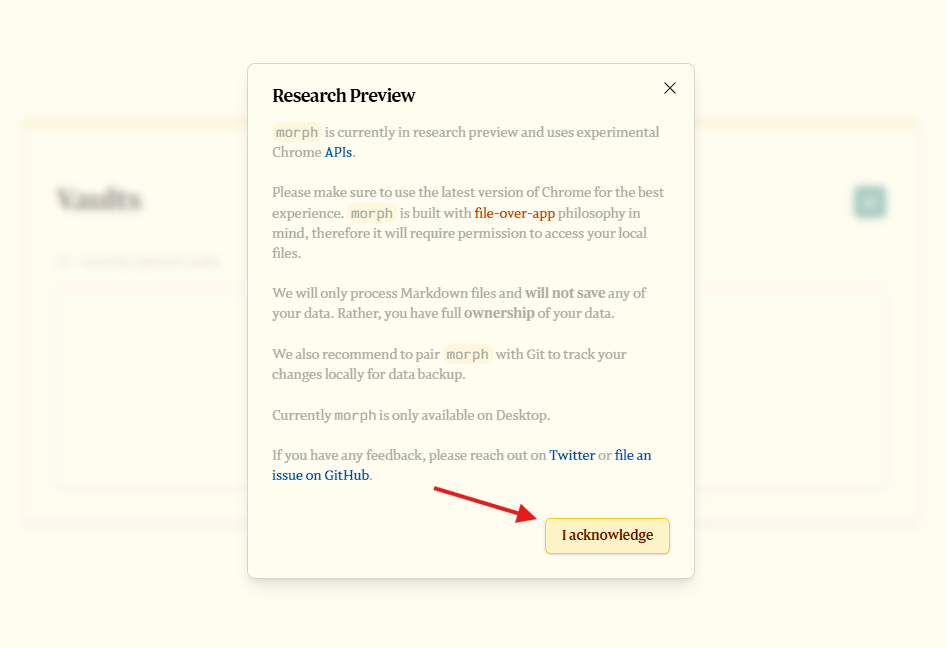 Research Preview
morph is currently in research preview and uses experimental
Chrome APIs.
Please make sure to use the latest version of Chrome for the best
experience. morph is built with file-over-app philosophy in
mind, therefore it will require permission to access your local
files.
We will only process Markdown files and will not save any of
your data. Rather, you have full ownership of your data.
We also recommend to pair morph with Git to track your
changes locally for data backup.
Currently morph is only available on Desktop.
If you have any feedback, please reach out on Twitter or file an
issue on GitHub.
I acknowledge
Vaults